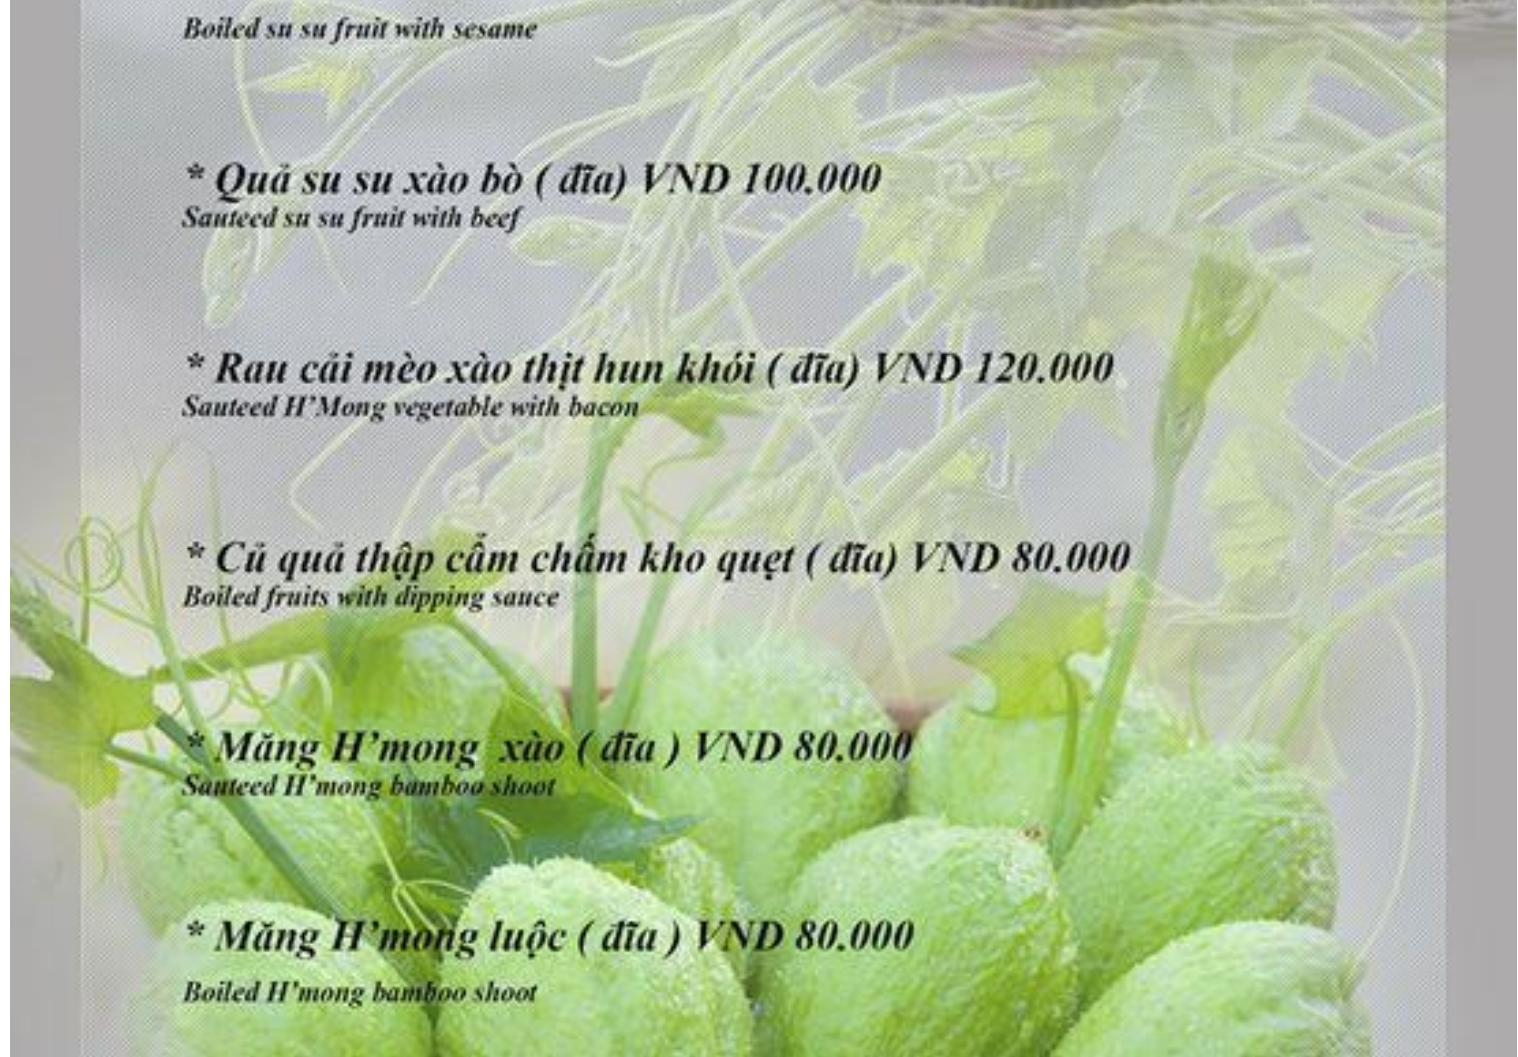 Boiled su su fruit with sesame
* Quả su su xào bò ( đĩa) VND 100.000
Sauteed su su fruit with beef
* Rau cải mèo xào thịt hun khói ( đĩa) VND 120.000
Sauteed H'Mong vegetable with bacon
* Củ quả thập cẩm chấm kho quẹt ( đĩa) VND 80.000
Boiled fruits with dipping sauce
* Măng H'mong xào ( đĩa ) VND 80.000
Sauteed H'mong bamboo shoot
* Măng H'mong luộc ( đĩa ) VND 80.000
Boiled H'mong bamboo shoot